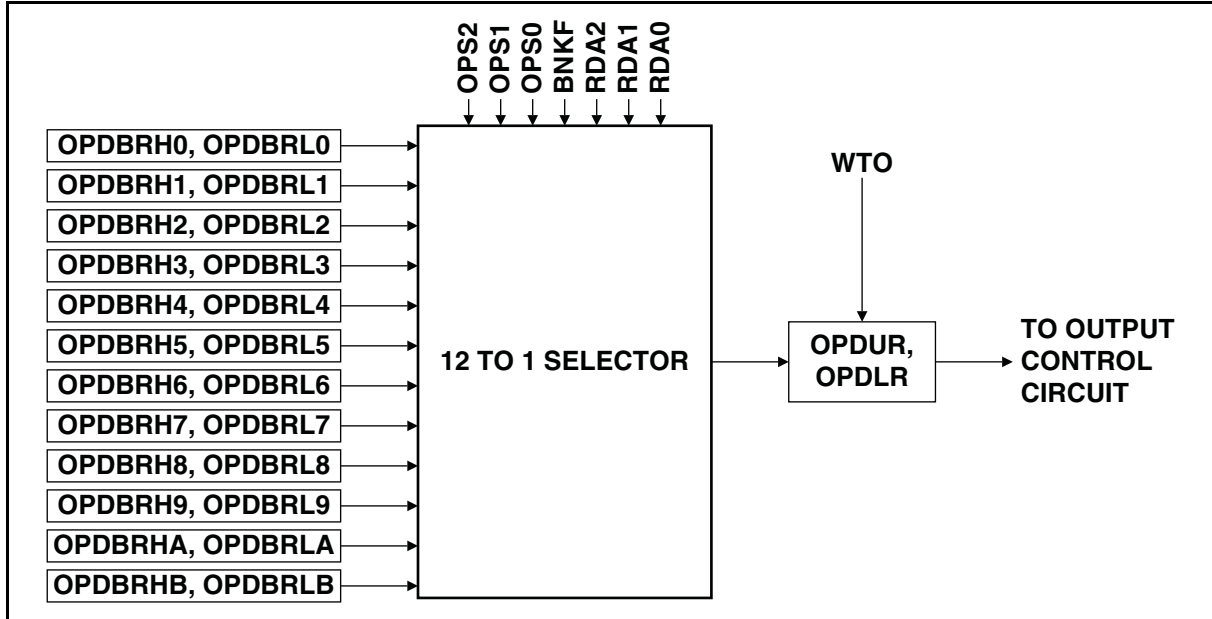 OPS2
OPS1
OPS0
BNKF
RDA2
RDA1
RDA0
OPDBRH0, OPDBRL0
OPDBRH1, OPDBRL1
OPDBRH2, OPDBRL2
OPDBRH3, OPDBRL3
OPDBRH4, OPDBRL4
OPDBRH5, OPDBRL5
OPDBRH6, OPDBRL6
OPDBRH7, OPDBRL7
OPDBRH8, OPDBRL8
OPDBRH9, OPDBRL9
OPDBRHA, OPDBRLA
OPDBRHB, OPDBRLB
12 TO 1 SELECTOR
WTO
OPDUR,
OPDLR
TO OUTPUT
CONTROL
CIRCUIT